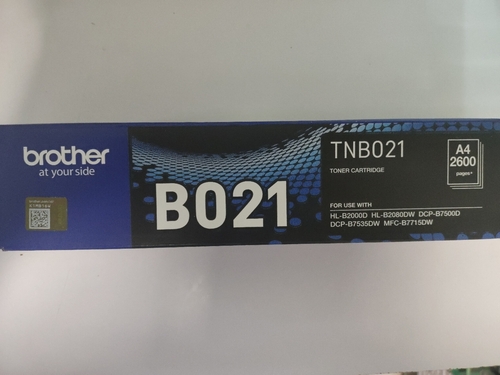 brother
at your side
B021
TNB021
TONER CARTRIDGE
A4
2600
pages*
FOR USE WITH
HL-B2000D HL-B2080DW DCP-B7500D
DCP-B7535DW MFC-B7715DW